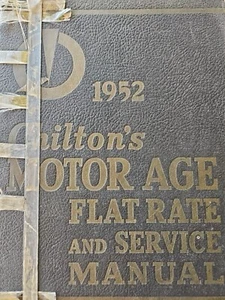 1952
Chilton's
MOTOR AGE
FLAT RATE
AND SERVICE
MANUAL